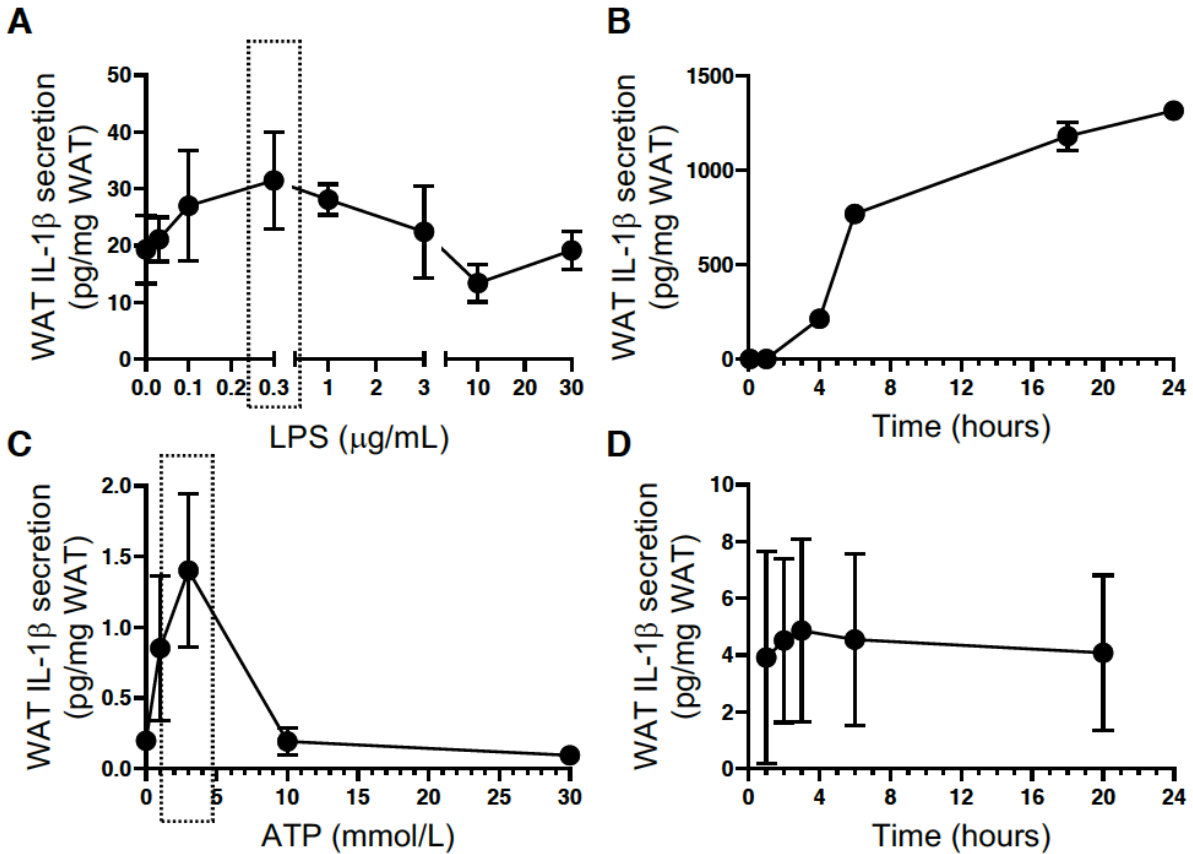 A
WAT IL-1β secretion
(pg/mg WAT)
50
40
30
20
10
0
0.0 0.1 0.2 0.3 1 2 3 10 30
LPS (μg/mL)
B
WAT IL-1β secretion
(pg/mg WAT)
1500
1000
500
0
0 4 8 12 16 20 24
Time (hours)
C
WAT IL-1β secretion
(pg/mg WAT)
2.0
1.5
1.0
0.5
0.0
0 5 10 15 20 25 30
ATP (mmol/L)
D
WAT IL-1β secretion
(pg/mg WAT)
10
8
6
4
2
0
0 4 8 12 16 20 24
Time (hours)